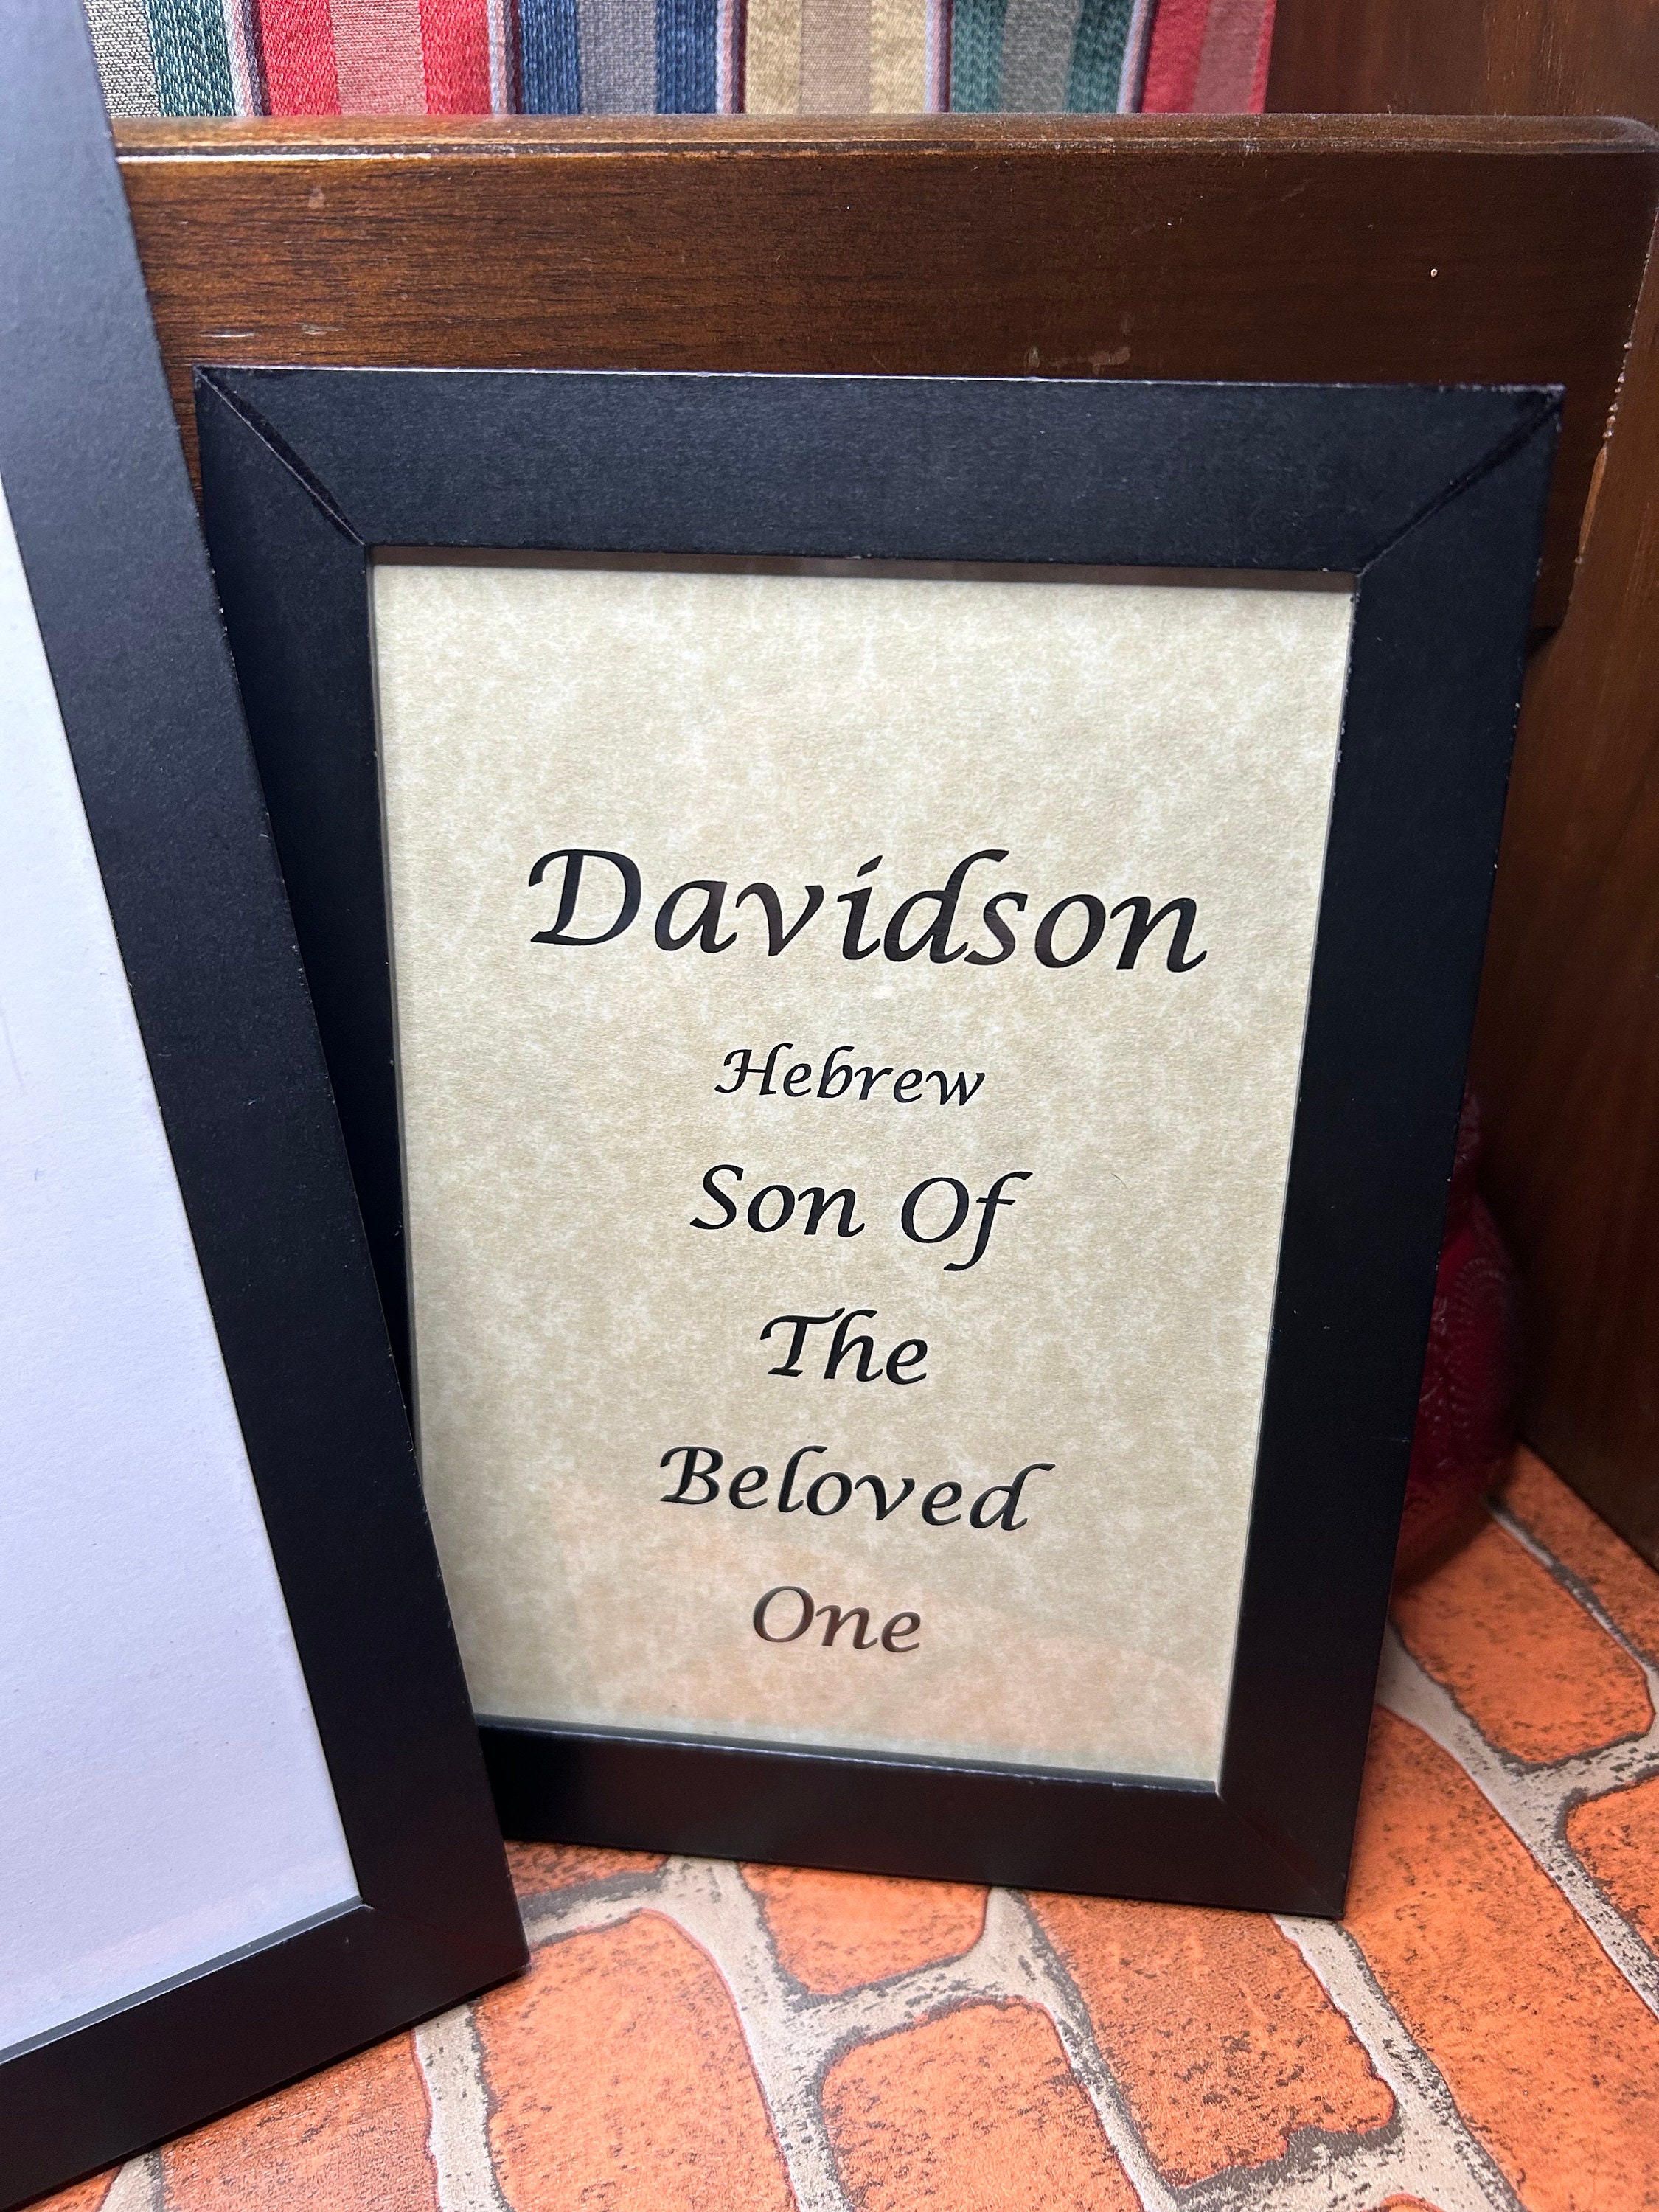 Davidson
Hebrew
Son Of
The
Beloved
One